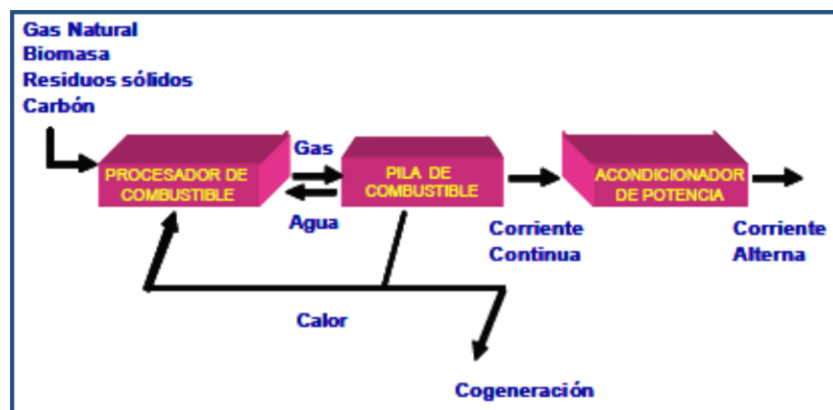 Gas Natural
Biomasa
Residuos sólidos
Carbón
PROCESADOR DE
COMBUSTIBLE
Gas
Agua
PILA DE
COMBUSTIBLE
Corriente
Continua
ACONDICIONADOR
DE POTENCIA
Corriente
Alterna
Calor
Cogeneración